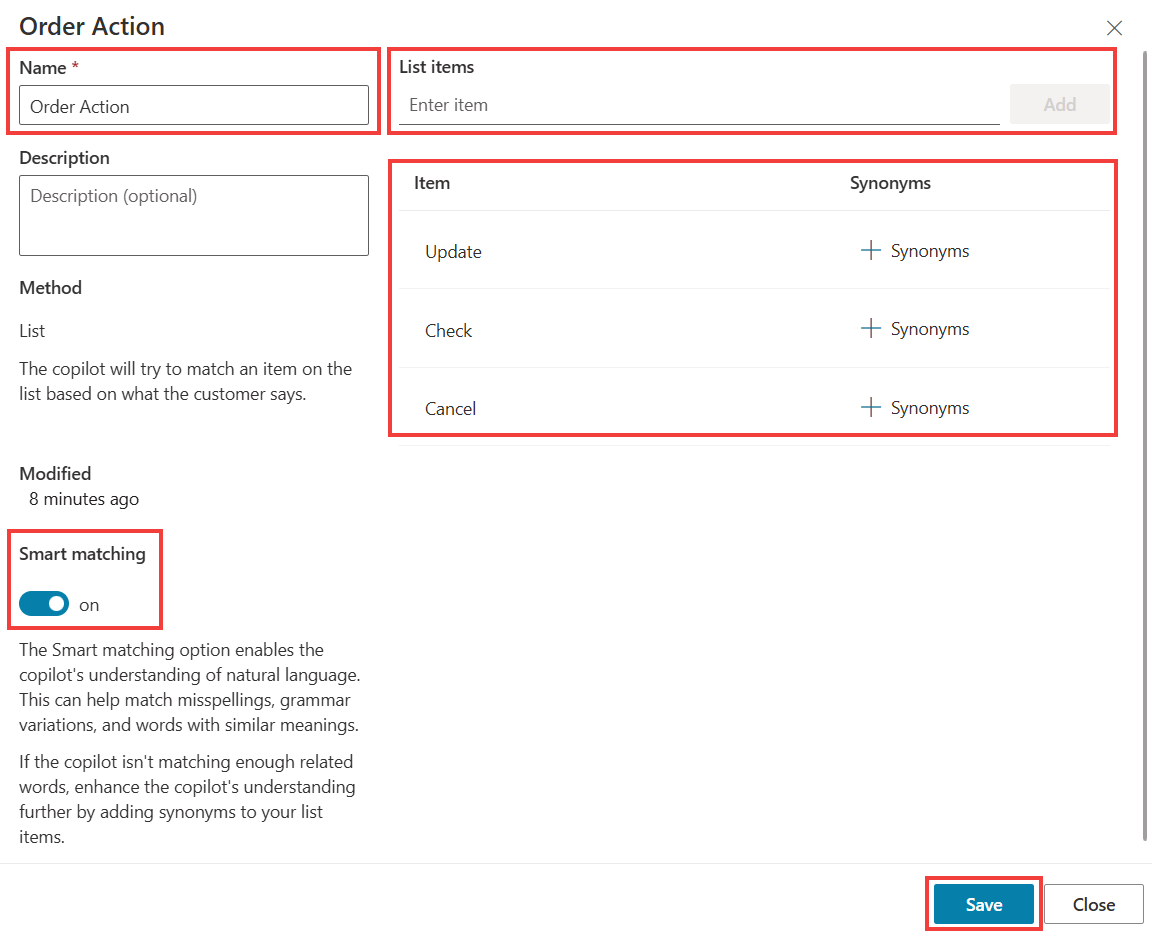 Order Action
Name *
Order Action
Description
Description (optional)
Method
List
The copilot will try to match an item on the
list based on what the customer says.
Modified
8 minutes ago
Smart matching
on
The Smart matching option enables the
copilot's understanding of natural language.
This can help match misspellings, grammar
variations, and words with similar meanings.
If the copilot isn't matching enough related
words, enhance the copilot's understanding
further by adding synonyms to your list
items.
List items
Enter item
Add
Item
Synonyms
Update
Synonyms
Check
Synonyms
Cancel
Synonyms
Save
Close